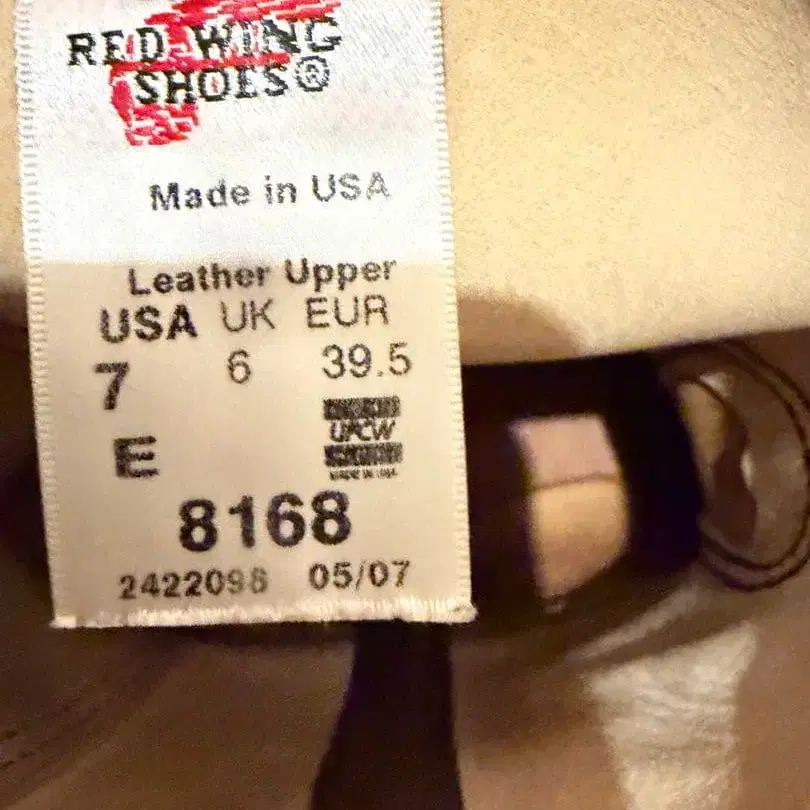 RED WING
SHOES®
Made in USA
Leather Upper
USA UK EUR
7 6 39.5
E UFCW
8168
2422098 05/07